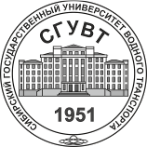 СИБИРСКИЙ ГОСУДАРСТВЕННЫЙ УНИВЕРСИТЕТ ВОДНОГО ТРАНСПОРТА
СГУВТ
1951